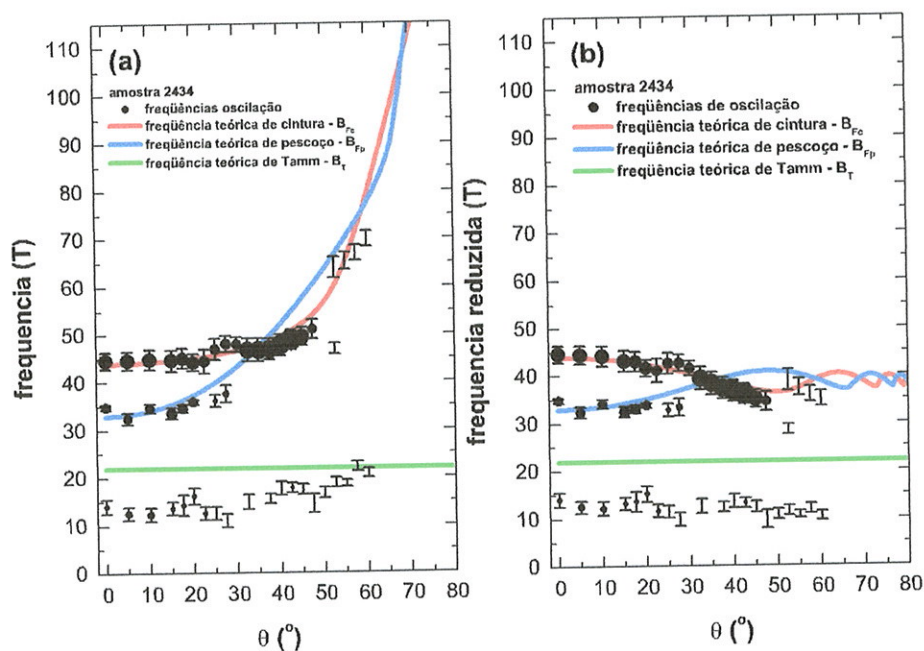 (a)
amostra 2434
freqüências oscilação
freqüência teórica de cintura - B_Fc
freqüência teórica de pescoço - B_Fp
freqüência teórica de Tamm - B_T
frequencia (T)
110
100
90
80
70
60
50
40
30
20
10
0
0 10 20 30 40 50 60 70 80
θ (°)
(b)
amostra 2434
freqüências de oscilação
freqüência teórica de cintura - B_Fc
freqüência teórica de pescoço - B_Fp
freqüência teórica de Tamm - B_T
frequencia reduzida (T)
110
100
90
80
70
60
50
40
30
20
10
0
0 10 20 30 40 50 60 70 80
θ (°)